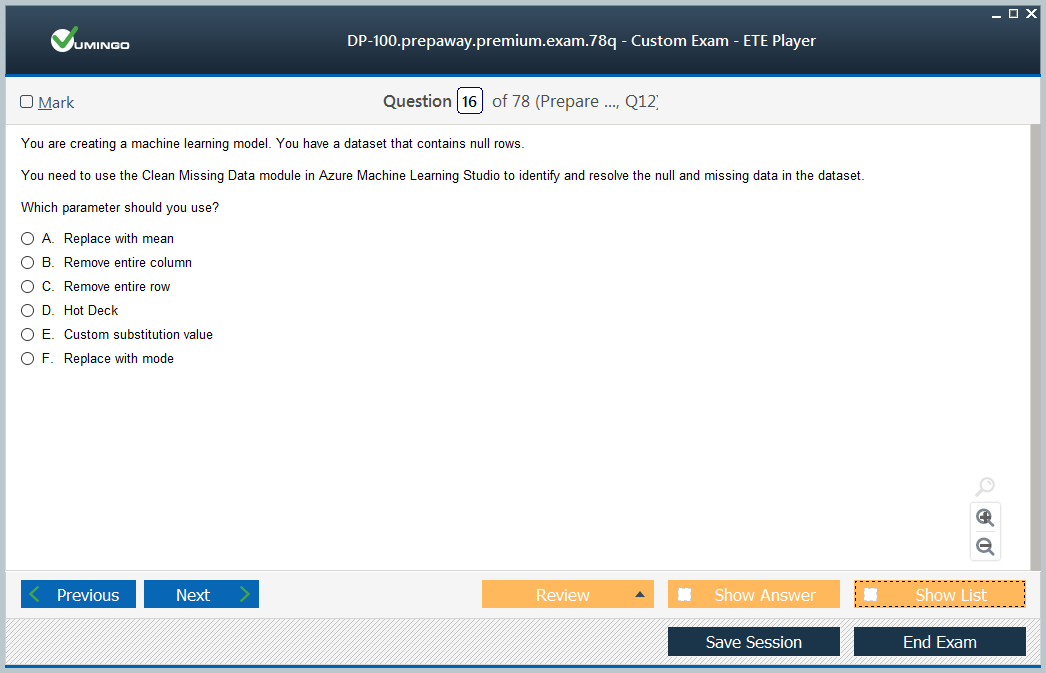 VUMINGO
DP-100.prepaway.premium.exam.78q - Custom Exam - ETE Player
Mark
Question 16 of 78 (Prepare ..., Q12)
You are creating a machine learning model. You have a dataset that contains null rows.
You need to use the Clean Missing Data module in Azure Machine Learning Studio to identify and resolve the null and missing data in the dataset.
Which parameter should you use?
A. Replace with mean
B. Remove entire column
C. Remove entire row
D. Hot Deck
E. Custom substitution value
F. Replace with mode
Previous Next Review Show Answer Show List
Save Session End Exam